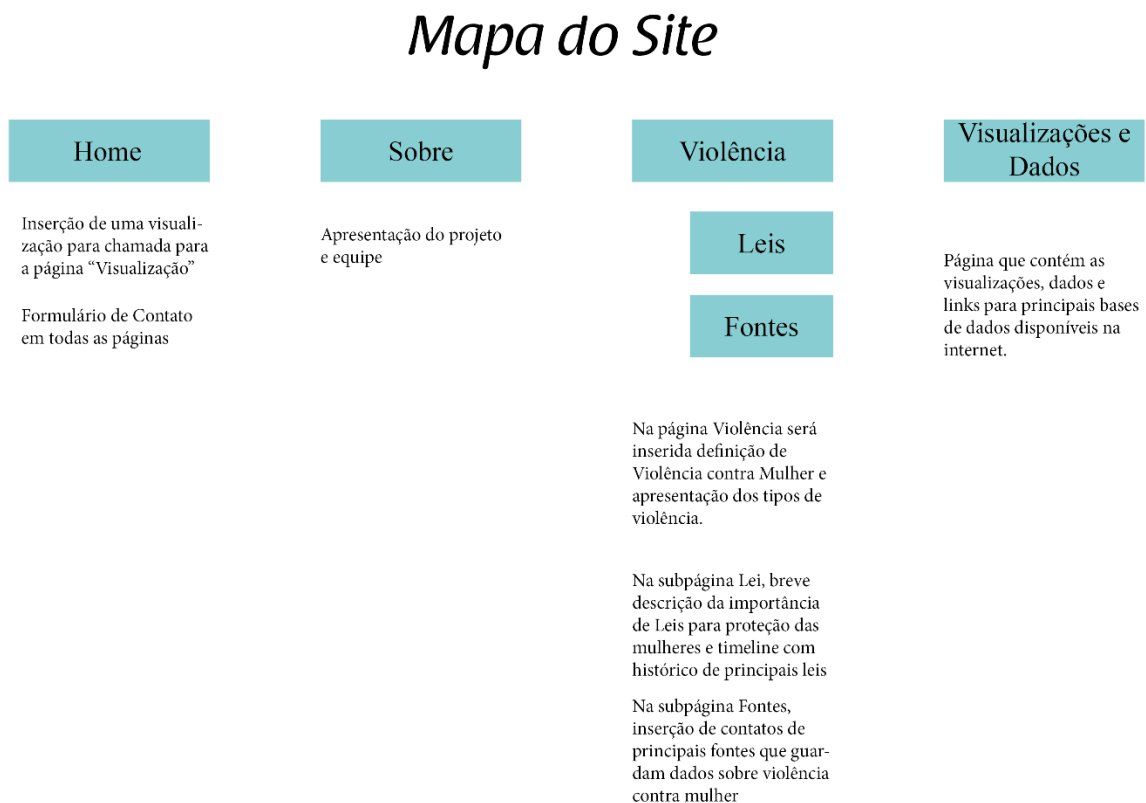 Mapa do Site
Home
Inserção de uma visuali-
zação para chamada para
a página “Visualização”
Formulário de Contato
em todas as páginas
Sobre
Apresentação do projeto
e equipe
Violência
Leis
Fontes
Na página Violência será
inserida definição de
Violência contra Mulher e
apresentação dos tipos de
violência.
Na subpágina Lei, breve
descrição da importância
de Leis para proteção das
mulheres e timeline com
histórico de principais leis
Na subpágina Fontes,
inserção de contatos de
principais fontes que guar-
dam dados sobre violência
contra mulher
Visualizações e
Dados
Página que contém as
visualizações, dados e
links para principais bases
de dados disponíveis na
internet.